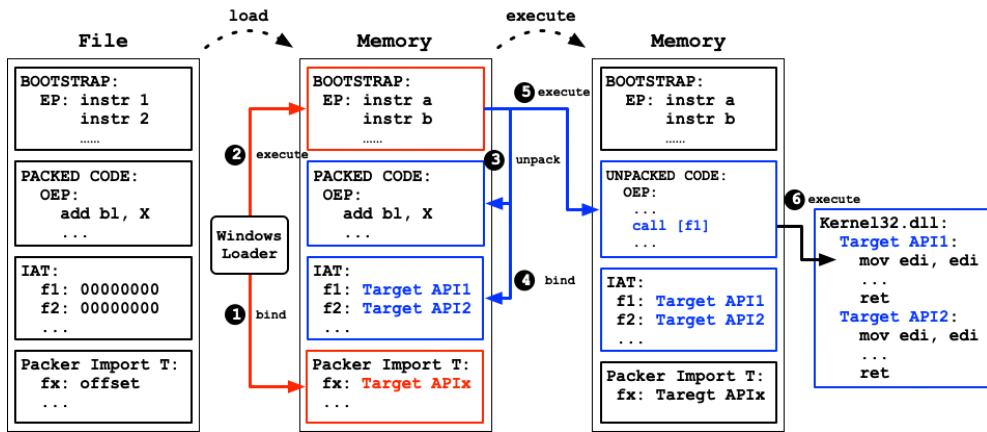 load
execute
File
Memory
Memory
BOOTSTRAP:
EP: instr 1
instr 2
......
PACKED CODE:
OEP:
add bl, X
...
IAT:
f1: 00000000
f2: 00000000
...
Packer Import T:
fx: offset
...
2 execute
Windows
Loader
1 bind
BOOTSTRAP:
EP: instr a
instr b
......
PACKED CODE:
OEP:
add bl, X
...
IAT:
f1: Target API1
f2: Target API2
...
Packer Import T:
fx: Target APIx
...
5 execute
3 unpack
4 bind
BOOTSTRAP:
EP: instr a
instr b
......
UNPACKED CODE:
OEP:
...
call [f1]
...
IAT:
f1: Target API1
f2: Target API2
...
Packer Import T:
fx: Taregt APIx
6 execute
Kernel32.dll:
Target API1:
mov edi, edi
...
ret
Target API2:
mov edi, edi
...
ret